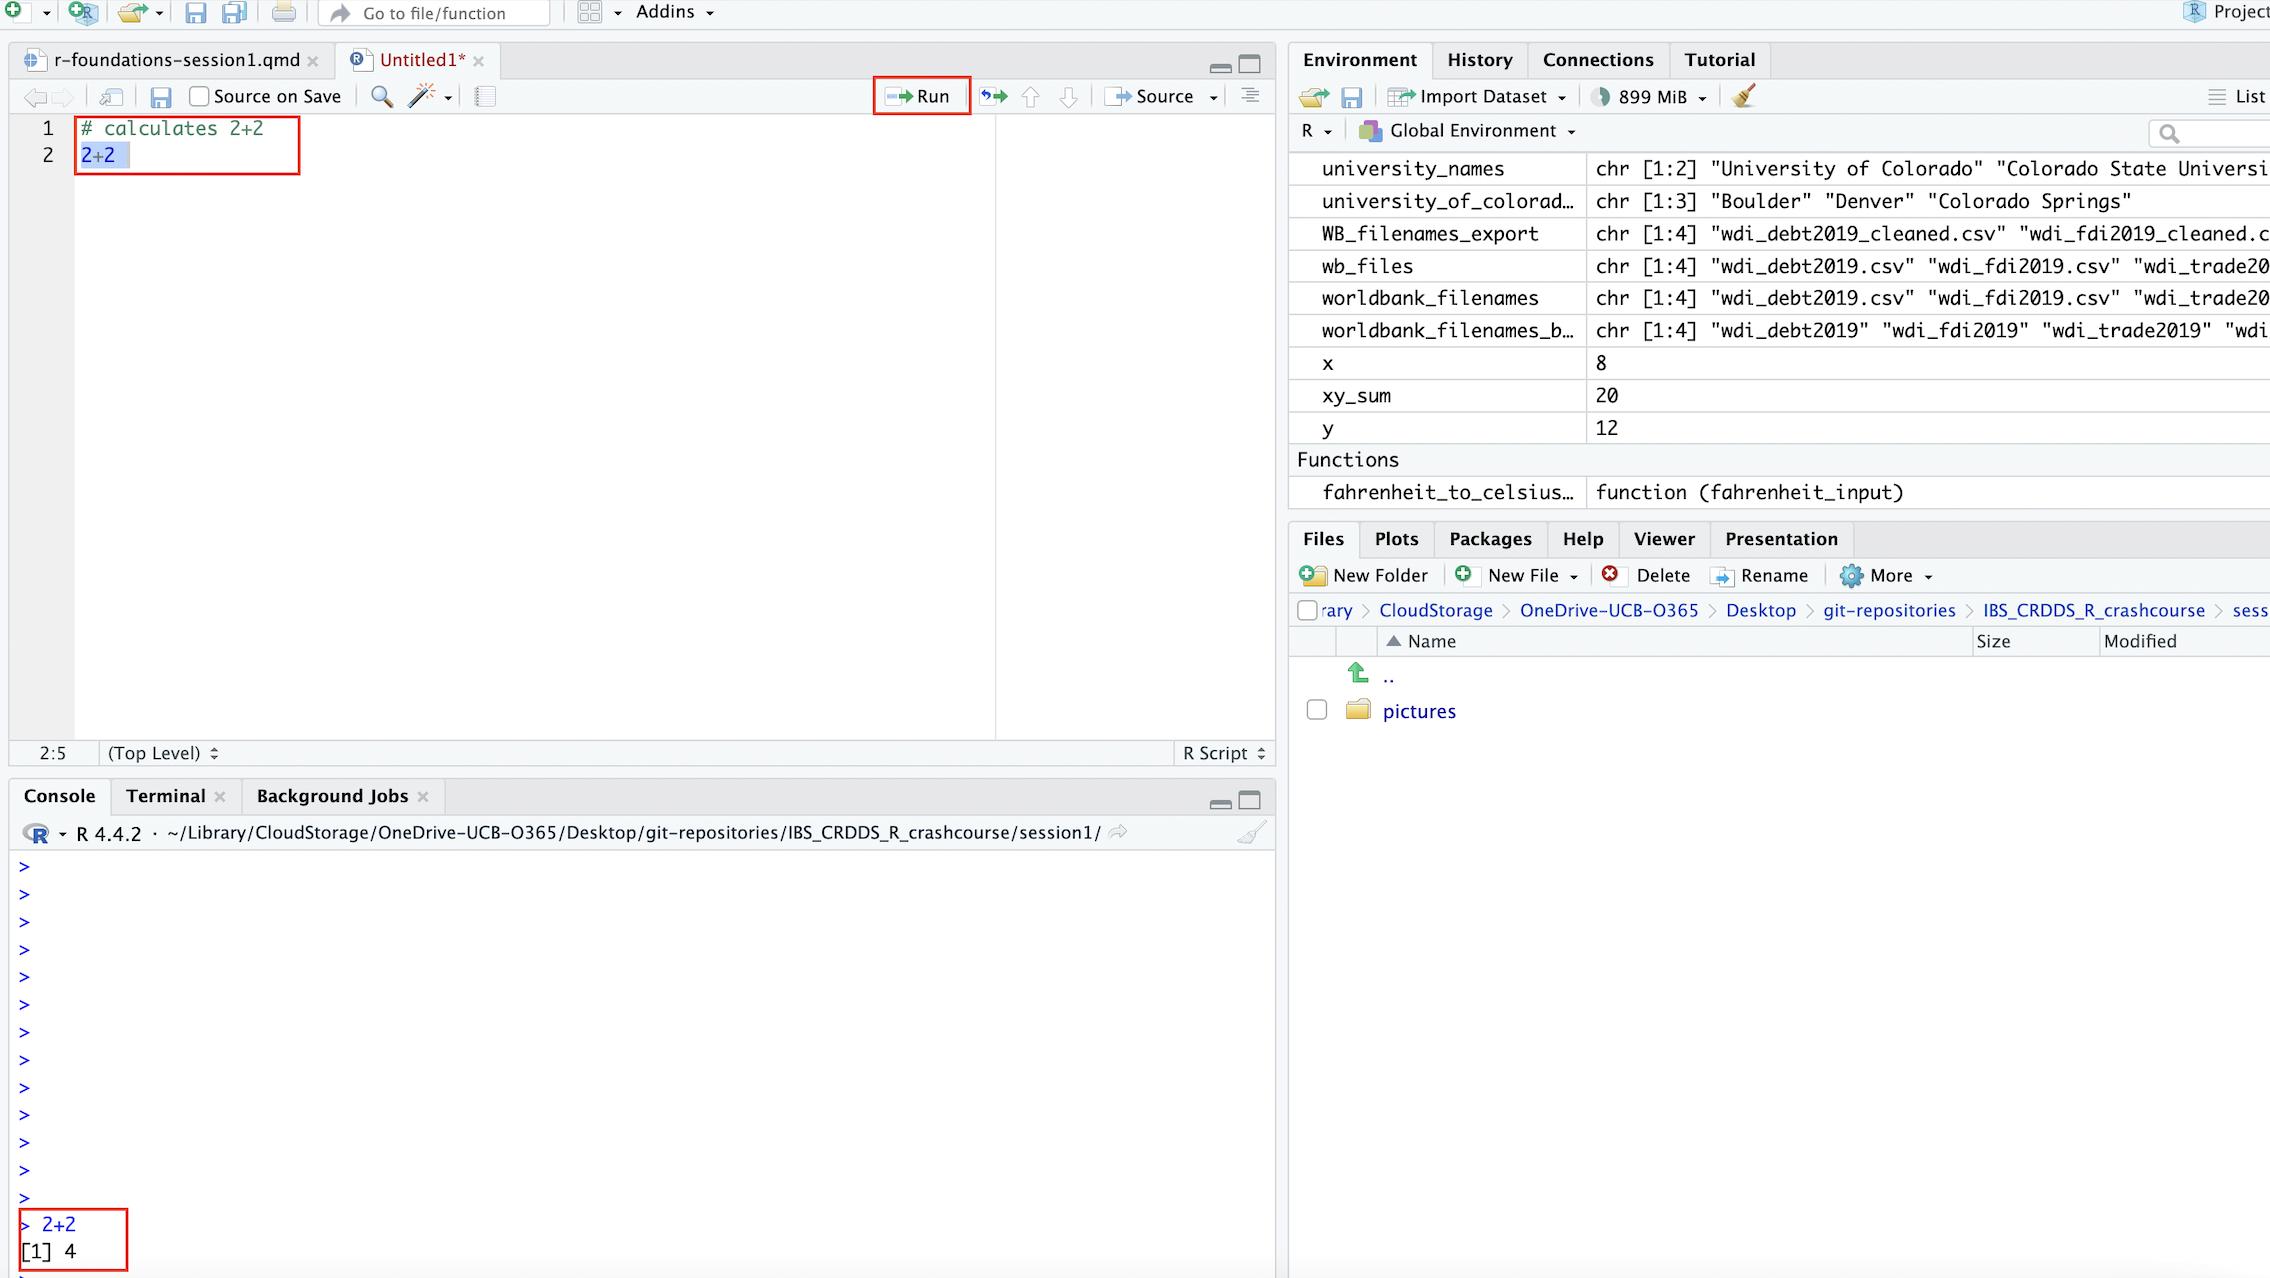 Go to file/function
Addins
Project
r-foundations-session1.qmd
Untitled1*
Source on Save
Run
Source
1 # calculates 2+2
2 2+2
2:5
(Top Level)
R Script
Console
Terminal
Background Jobs
R 4.4.2 · ~/Library/CloudStorage/OneDrive-UCB-O365/Desktop/git-repositories/IBS_CRDDS_R_crashcourse/session1/
>
>
>
>
>
>
>
>
>
>
>
>
>
> 2+2
[1] 4
Environment
History
Connections
Tutorial
Import Dataset
899 MiB
List
R
Global Environment
university_names chr [1:2] "University of Colorado" "Colorado State Universi
university_of_colorad… chr [1:3] "Boulder" "Denver" "Colorado Springs"
WB_filenames_export chr [1:4] "wdi_debt2019_cleaned.csv" "wdi_fdi2019_cleaned.c
wb_files chr [1:4] "wdi_debt2019.csv" "wdi_fdi2019.csv" "wdi_trade20
worldbank_filenames chr [1:4] "wdi_debt2019.csv" "wdi_fdi2019.csv" "wdi_trade20
worldbank_filenames_b… chr [1:4] "wdi_debt2019" "wdi_fdi2019" "wdi_trade2019" "wdi
x 8
xy_sum 20
y 12
Functions
fahrenheit_to_celsius… function (fahrenheit_input)
Files
Plots
Packages
Help
Viewer
Presentation
New Folder
New File
Delete
Rename
More
rary > CloudStorage > OneDrive-UCB-O365 > Desktop > git-repositories > IBS_CRDDS_R_crashcourse > sess
Name
Size
Modified
..
pictures